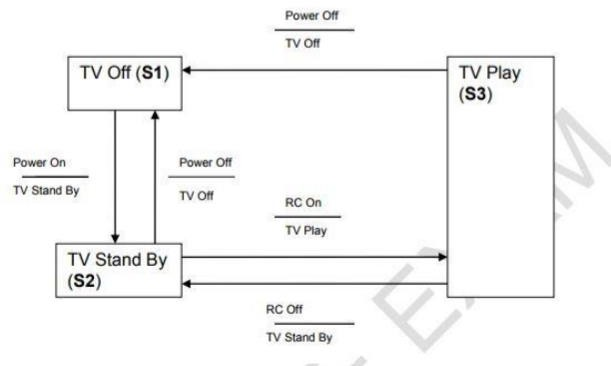 Power Off
TV Off
TV Off (S1)
TV Play
(S3)
Power On
TV Stand By
Power Off
TV Off
RC On
TV Play
TV Stand By
(S2)
RC Off
TV Stand By
& EXAM